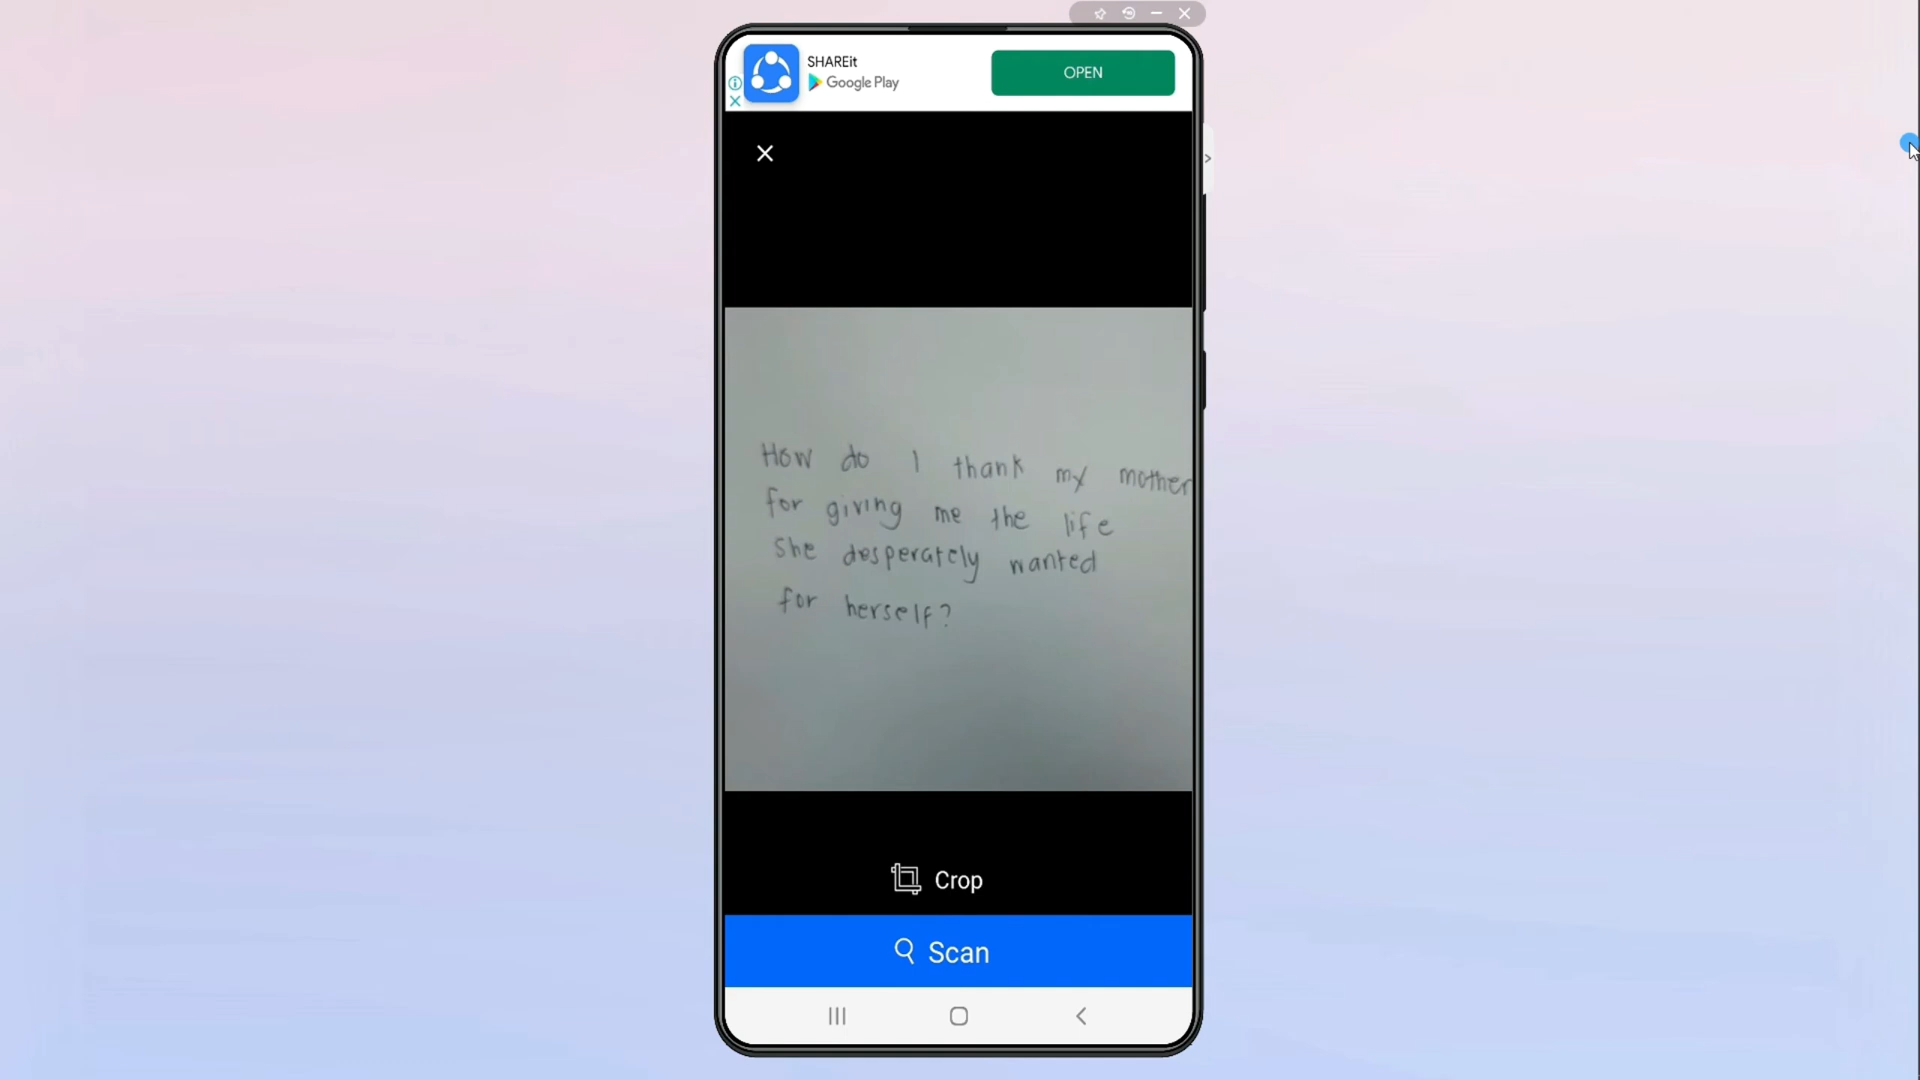 SHAREit
Google Play
OPEN
How do I thank my mother
for giving me the life
She desperately wanted
for herself?
Crop
Scan